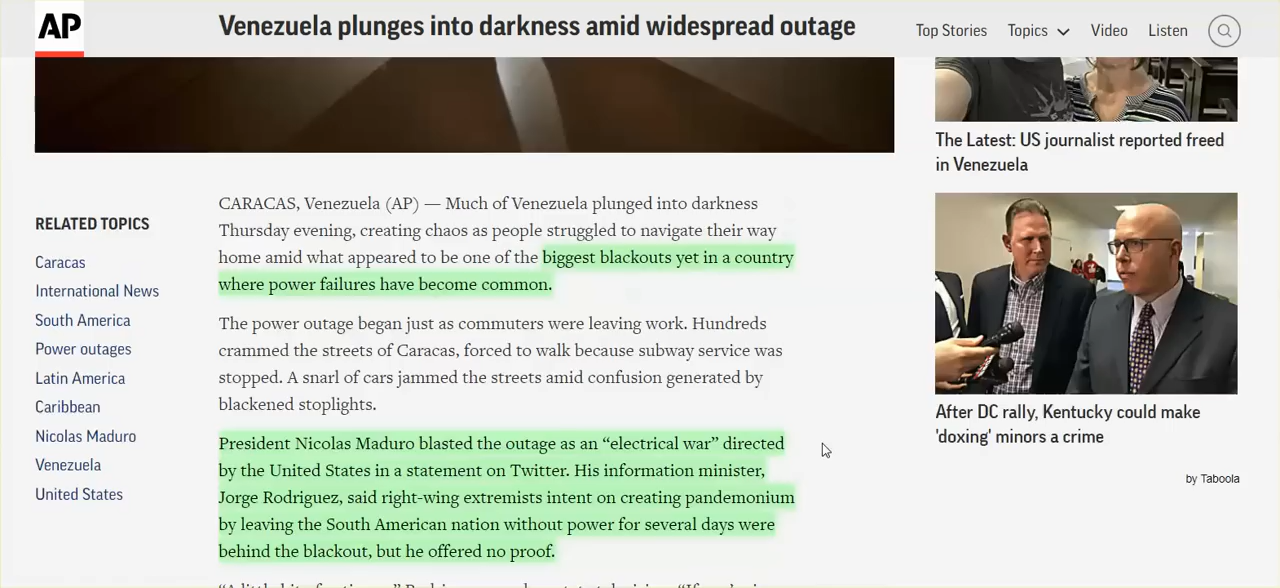 AP
Venezuela plunges into darkness amid widespread outage
Top Stories
Topics
Video
Listen
The Latest: US journalist reported freed
in Venezuela
RELATED TOPICS
Caracas
International News
South America
Power outages
Latin America
Caribbean
Nicolas Maduro
Venezuela
United States
CARACAS, Venezuela (AP) — Much of Venezuela plunged into darkness
Thursday evening, creating chaos as people struggled to navigate their way
home amid what appeared to be one of the biggest blackouts yet in a country
where power failures have become common.
The power outage began just as commuters were leaving work. Hundreds
crammed the streets of Caracas, forced to walk because subway service was
stopped. A snarl of cars jammed the streets amid confusion generated by
blackened stoplights.
President Nicolas Maduro blasted the outage as an “electrical war” directed
by the United States in a statement on Twitter. His information minister,
Jorge Rodriguez, said right-wing extremists intent on creating pandemonium
by leaving the South American nation without power for several days were
behind the blackout, but he offered no proof.
After DC rally, Kentucky could make
'doxing' minors a crime
by Taboola